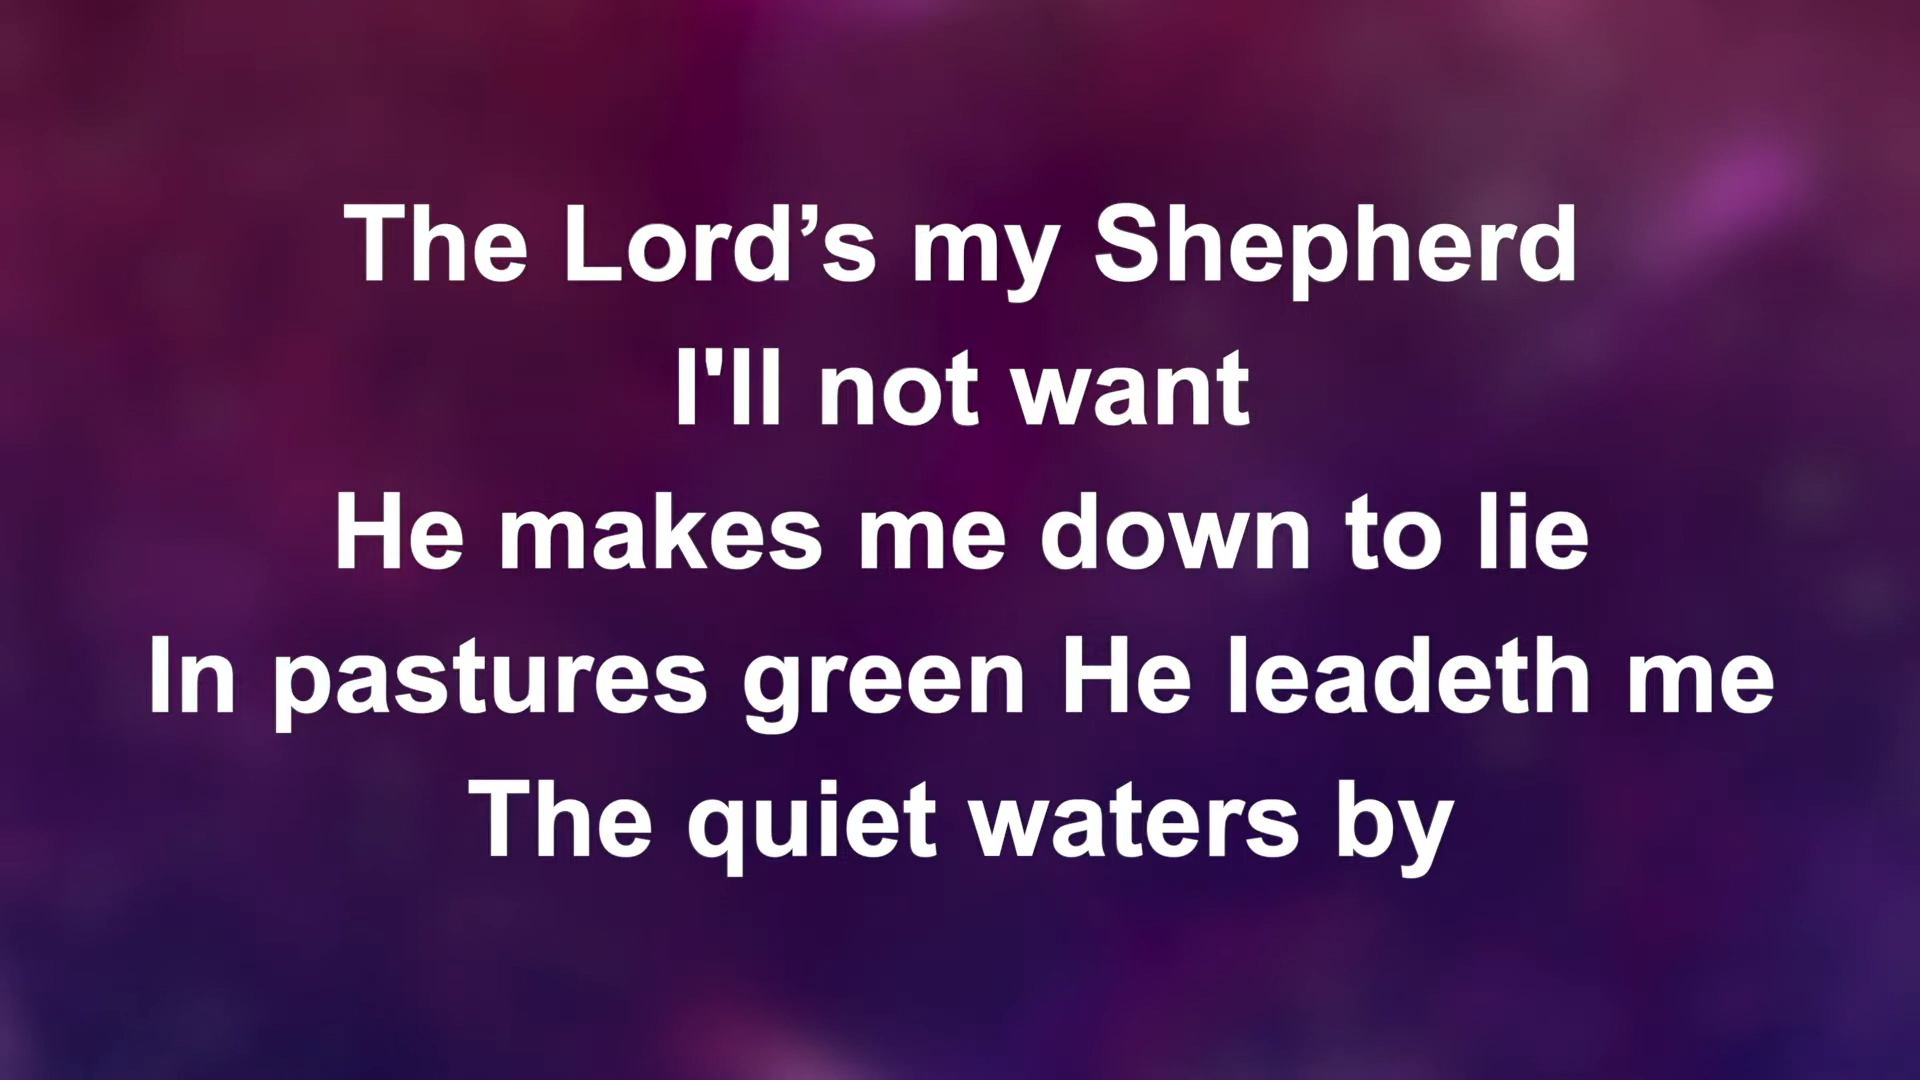 The Lord’s my Shepherd
I'll not want
He makes me down to lie
In pastures green He leadeth me
The quiet waters by